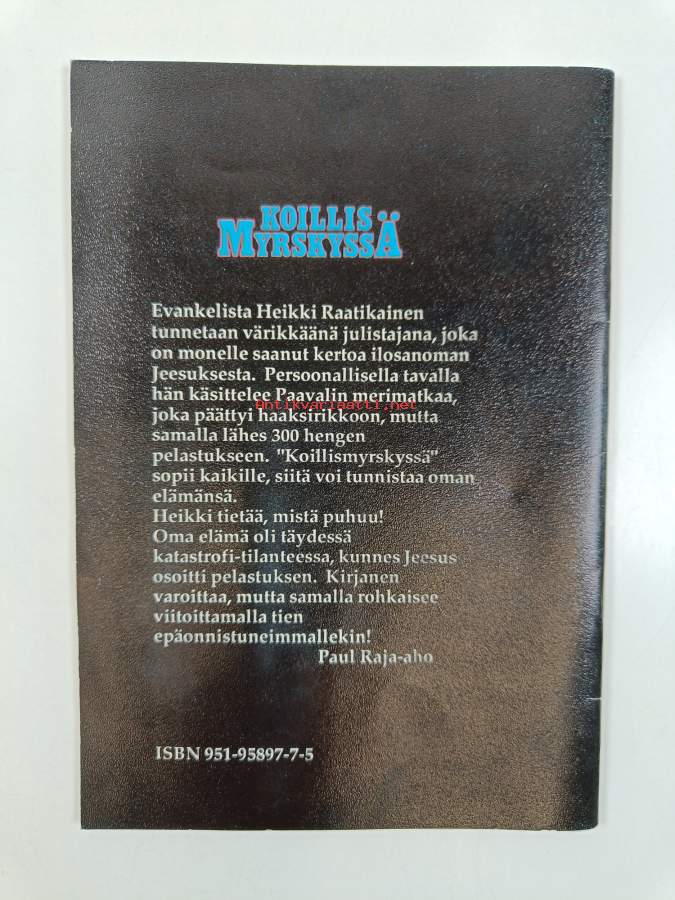 KOILLIS
MYRSKYSSÄ
Evankelista Heikki Raatikainen
tunnetaan värikkäänä julistajana, joka
on monelle saanut kertoa ilosanoman
Jeesuksesta. Persoonallisella tavalla
hän käsittelee Paavalin merimatkaa,
Antikvariaatti.net
joka päättyi haaksirikkoon, mutta
samalla lähes 300 hengen
pelastukseen. "Koillismyrskyssä"
sopii kaikille, siitä voi tunnistaa oman
elämänsä.
Heikki tietää, mistä puhuu!
Oma elämä oli täydessä
katastrofi-tilanteessa, kunnes Jeesus
osoitti pelastuksen. Kirjanen
varoittaa, mutta samalla rohkaisee
viitoittamalla tien
epäonnistuneimmallekin!
Paul Raja-aho
ISBN 951-95897-7-5